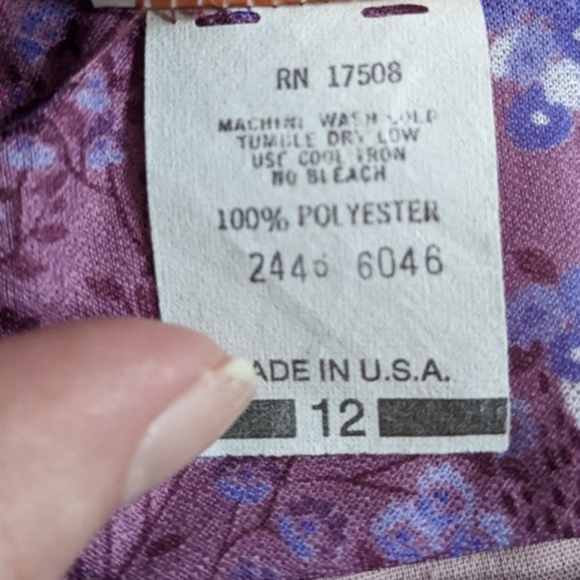 RN 17508
MACHINE WASH COLD
TUMBLE DRY LOW
USE COOL IRON
NO BLEACH
100% POLYESTER
2446 6046
ADE IN U.S.A.
12